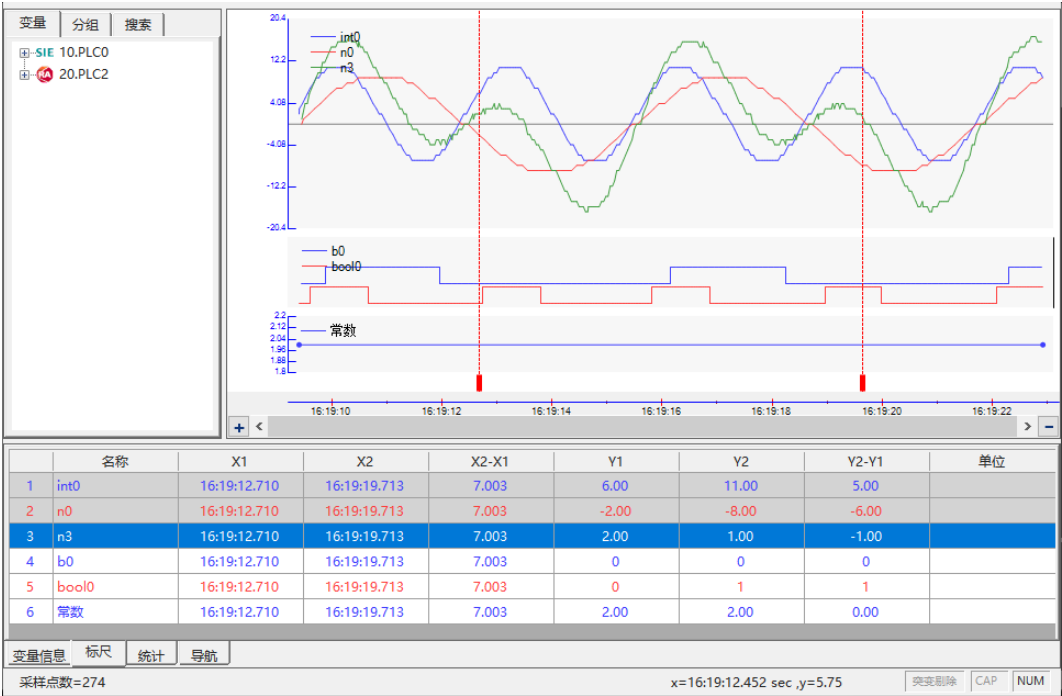 变量 分组 搜索
SIE 10.PLC0
RA 20.PLC2
20.4
12.2
4.08
-4.08
-12.2
-20.4
int0
n0
n3
b0
bool0
2.2
2.12
2.04
1.96
1.88
1.8
常数
16:19:10 16:19:12 16:19:14 16:19:16 16:19:18 16:19:20 16:19:22
名称 X1 X2 X2-X1 Y1 Y2 Y2-Y1 单位
1 int0 16:19:12.710 16:19:19.713 7.003 6.00 11.00 5.00
2 n0 16:19:12.710 16:19:19.713 7.003 -2.00 -8.00 -6.00
3 n3 16:19:12.710 16:19:19.713 7.003 2.00 1.00 -1.00
4 b0 16:19:12.710 16:19:19.713 7.003 0 0 0
5 bool0 16:19:12.710 16:19:19.713 7.003 0 1 1
6 常数 16:19:12.710 16:19:19.713 7.003 2.00 2.00 0.00
变量信息 标尺 统计 导航
采样点数=274 x=16:19:12.452 sec ,y=5.75 突变剔除 CAP NUM